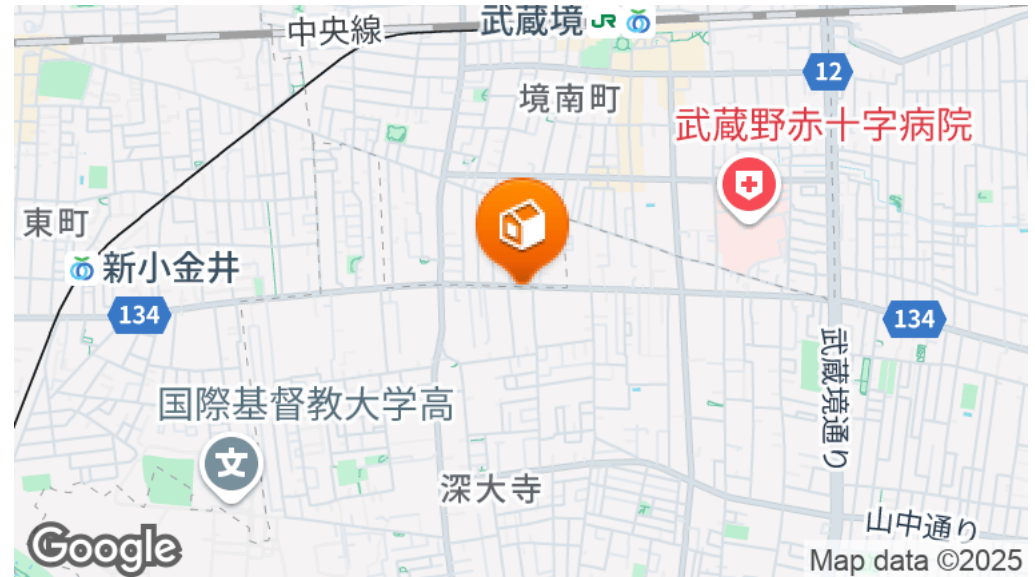 中央線
武蔵境 JR
12
境南町
武蔵野赤十字病院
東町
新小金井
134
134
武蔵境通り
国際基督教大学高
文
深大寺
山中通り
Google
Map data ©2025